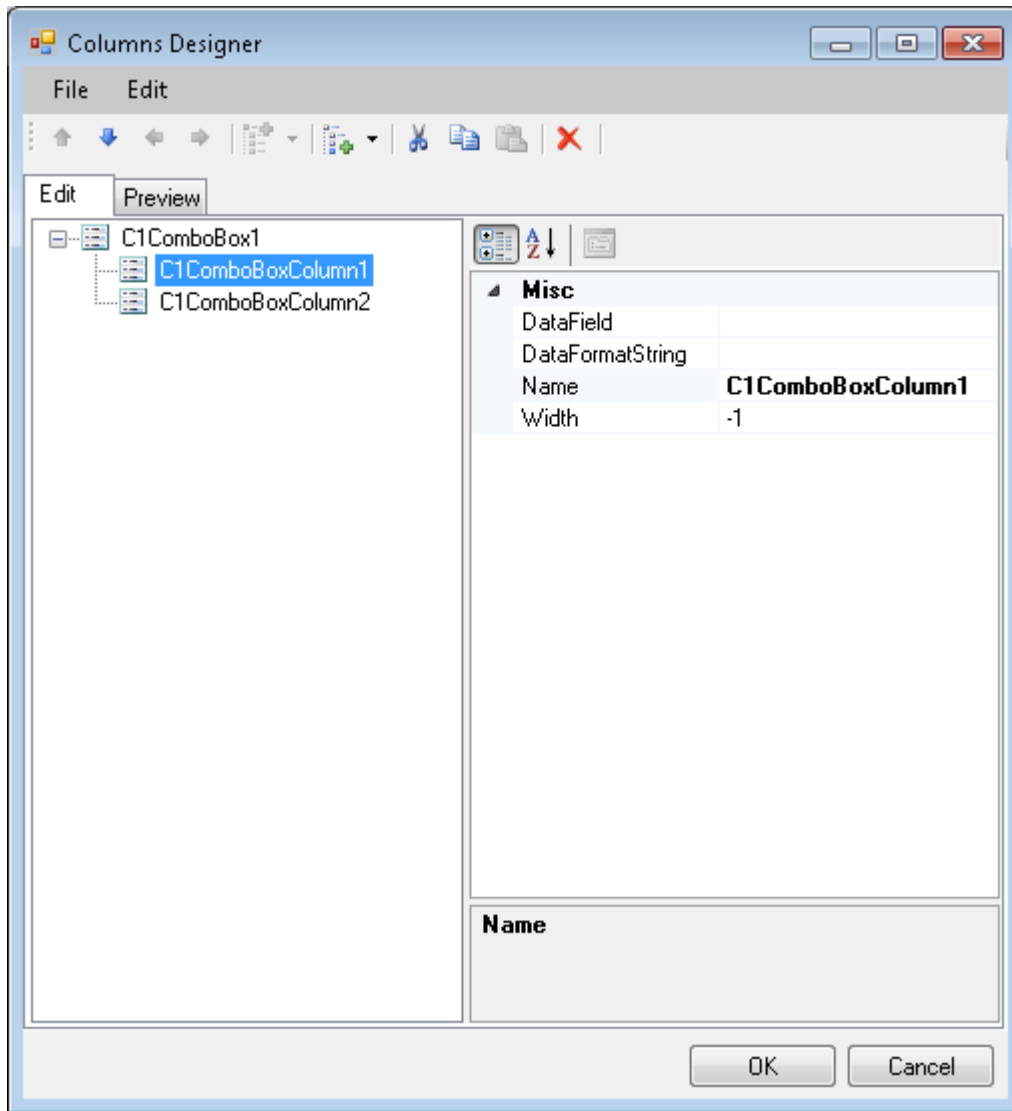 Columns Designer
File Edit
Edit Preview
C1ComboBox1
C1ComboBoxColumn1
C1ComboBoxColumn2
A
Z
Misc
DataField
DataFormatString
Name C1ComboBoxColumn1
Width -1
Name
OK Cancel